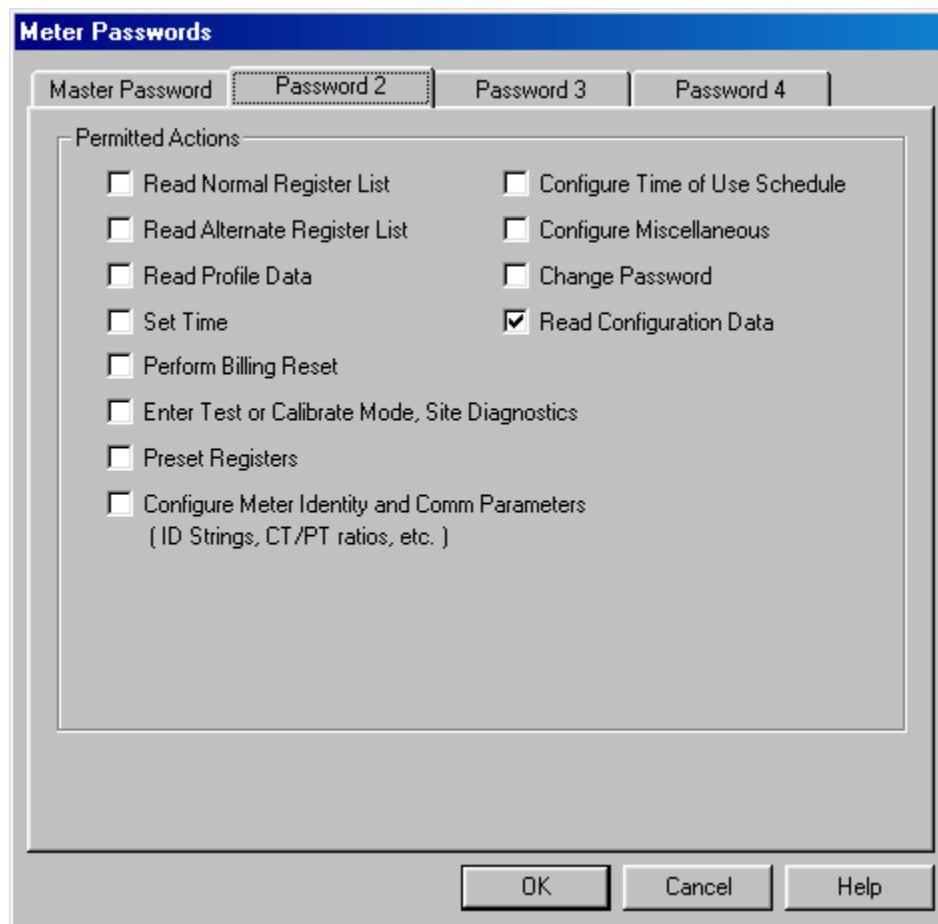 Meter Passwords
Master Password
Password 2
Password 3
Password 4
Permitted Actions
Read Normal Register List
Read Alternate Register List
Read Profile Data
Set Time
Perform Billing Reset
Enter Test or Calibrate Mode, Site Diagnostics
Preset Registers
Configure Meter Identity and Comm Parameters
( ID Strings, CT/PT ratios, etc. )
Configure Time of Use Schedule
Configure Miscellaneous
Change Password
Read Configuration Data
OK
Cancel
Help